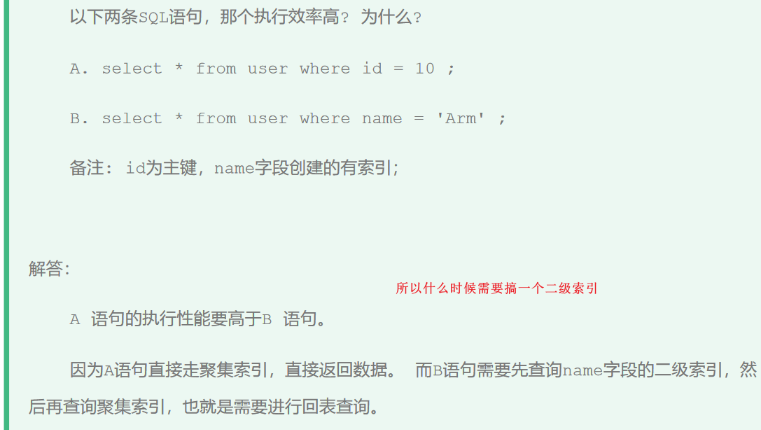 以下两条SQL语句，那个执行效率高? 为什么?
A. select * from user where id = 10 ;
B. select * from user where name = 'Arm' ;
备注: id为主键，name字段创建的有索引;
解答:
所以什么时候需要搞一个二级索引
A 语句的执行性能要高于B 语句。
因为A语句直接走聚集索引，直接返回数据。 而B语句需要先查询name字段的二级索引，然
后再查询聚集索引，也就是需要进行回表查询。